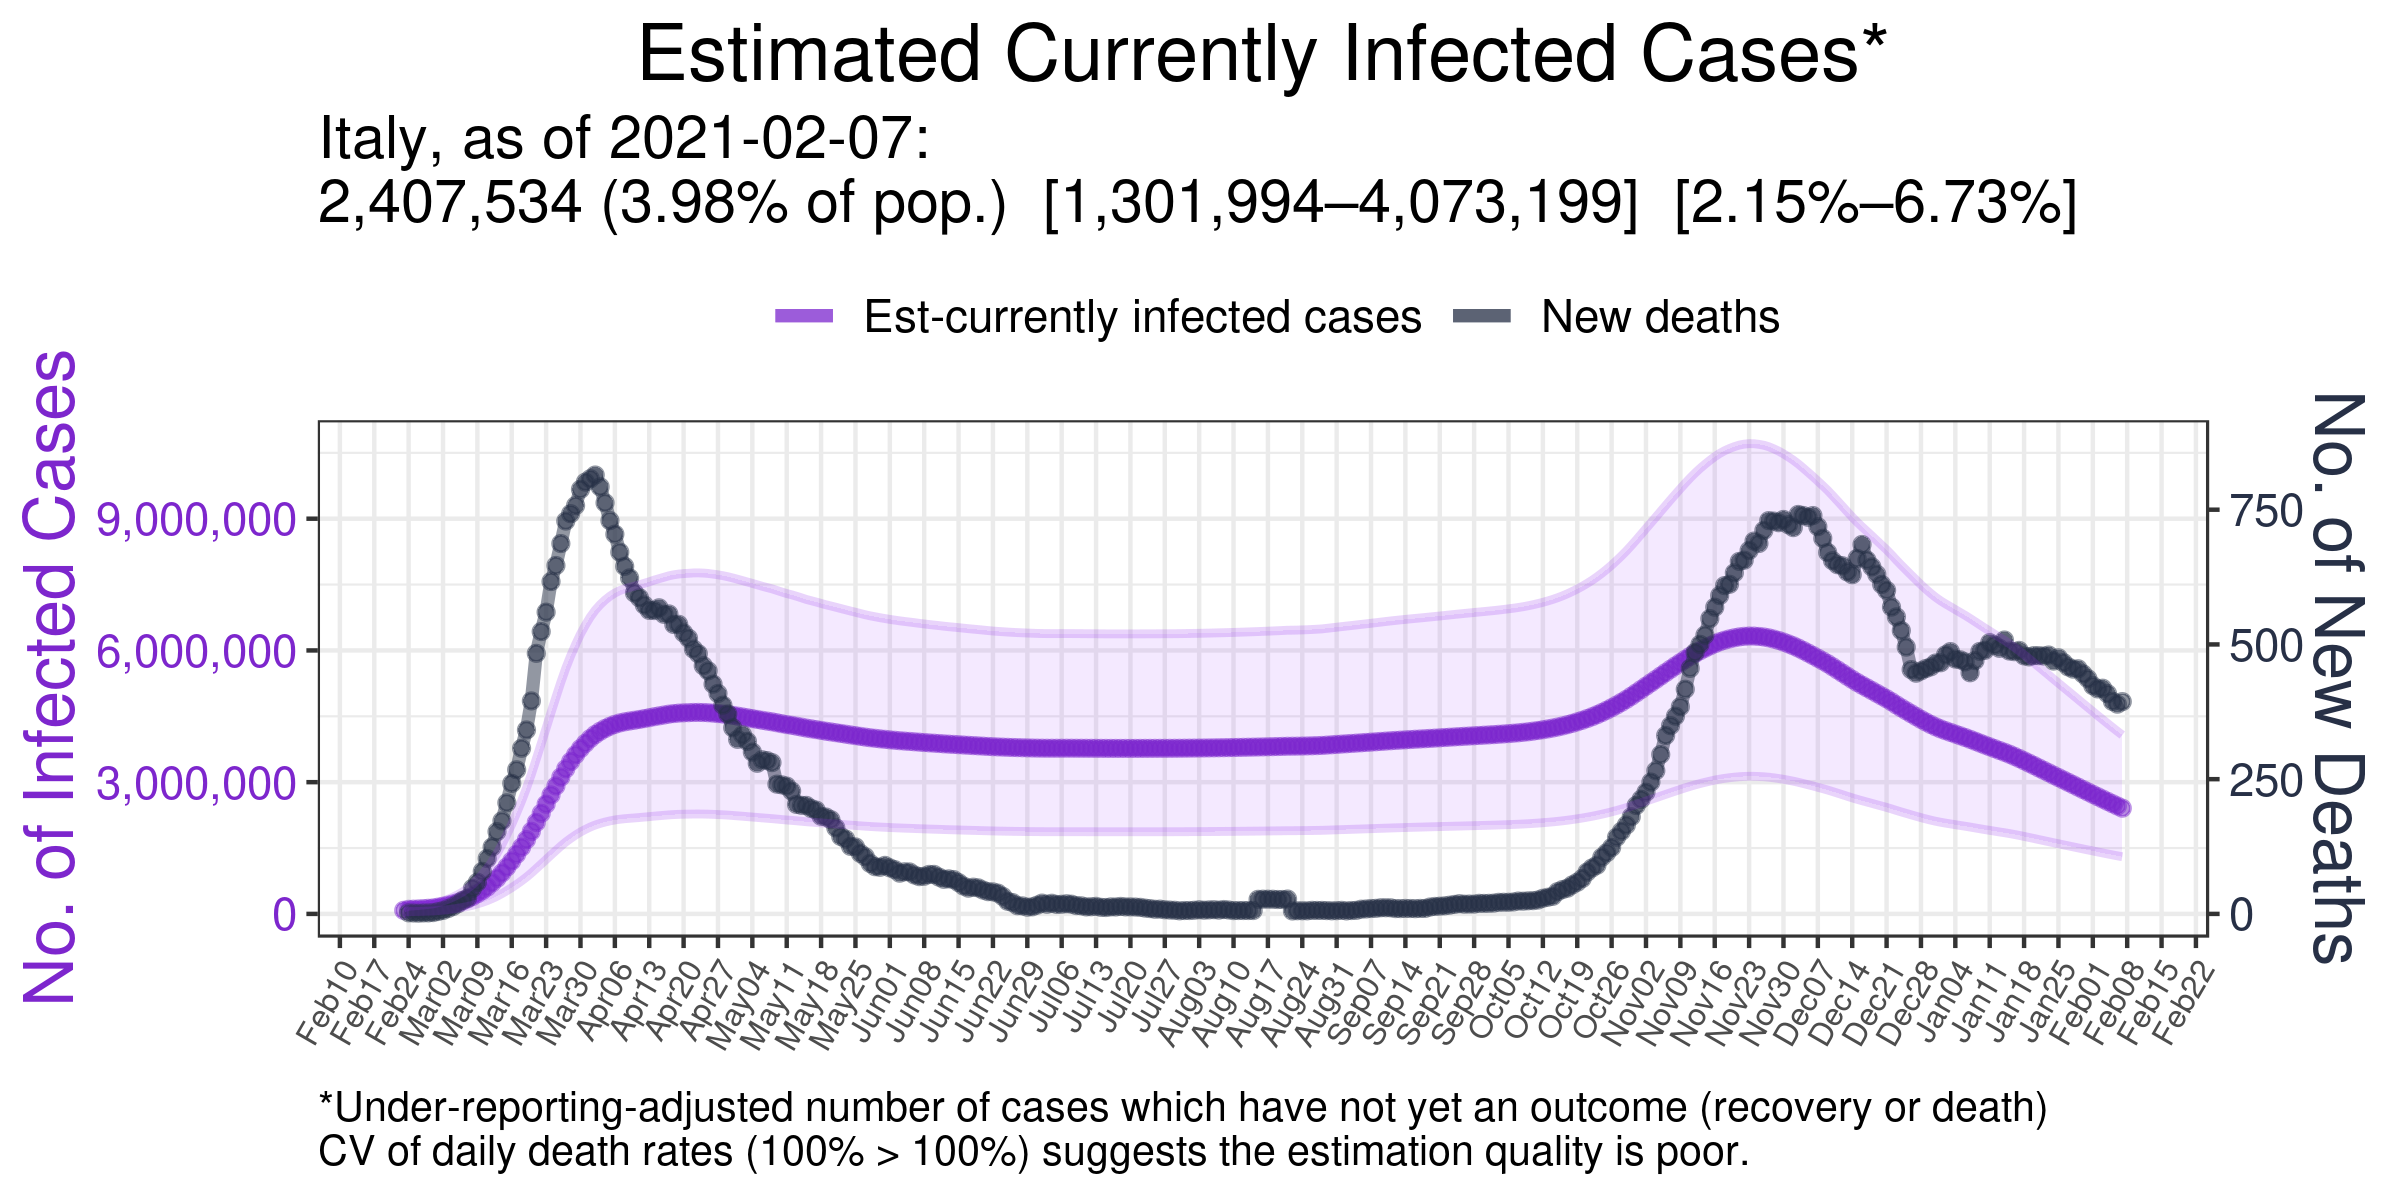 Estimated Currently Infected Cases*
Italy, as of 2021-02-07:
2,407,534 (3.98% of pop.) [1,301,994–4,073,199] [2.15%–6.73%]
Est-currently infected cases New deaths
No. of Infected Cases
9,000,000
6,000,000
3,000,000
0
No. of New Deaths
750
500
250
0
Feb10 Feb17 Feb24 Mar02 Mar09 Mar16 Mar23 Mar30 Apr06 Apr13 Apr20 Apr27 May04 May11 May18 May25 Jun01 Jun08 Jun15 Jun22 Jun29 Jul06 Jul13 Jul20 Jul27 Aug03 Aug10 Aug17 Aug24 Aug31 Sep07 Sep14 Sep21 Sep28 Oct05 Oct12 Oct19 Oct26 Nov02 Nov09 Nov16 Nov23 Nov30 Dec07 Dec14 Dec21 Dec28 Jan04 Jan11 Jan18 Jan25 Feb01 Feb08 Feb15 Feb22
*Under-reporting-adjusted number of cases which have not yet an outcome (recovery or death)
CV of daily death rates (100% > 100%) suggests the estimation quality is poor.